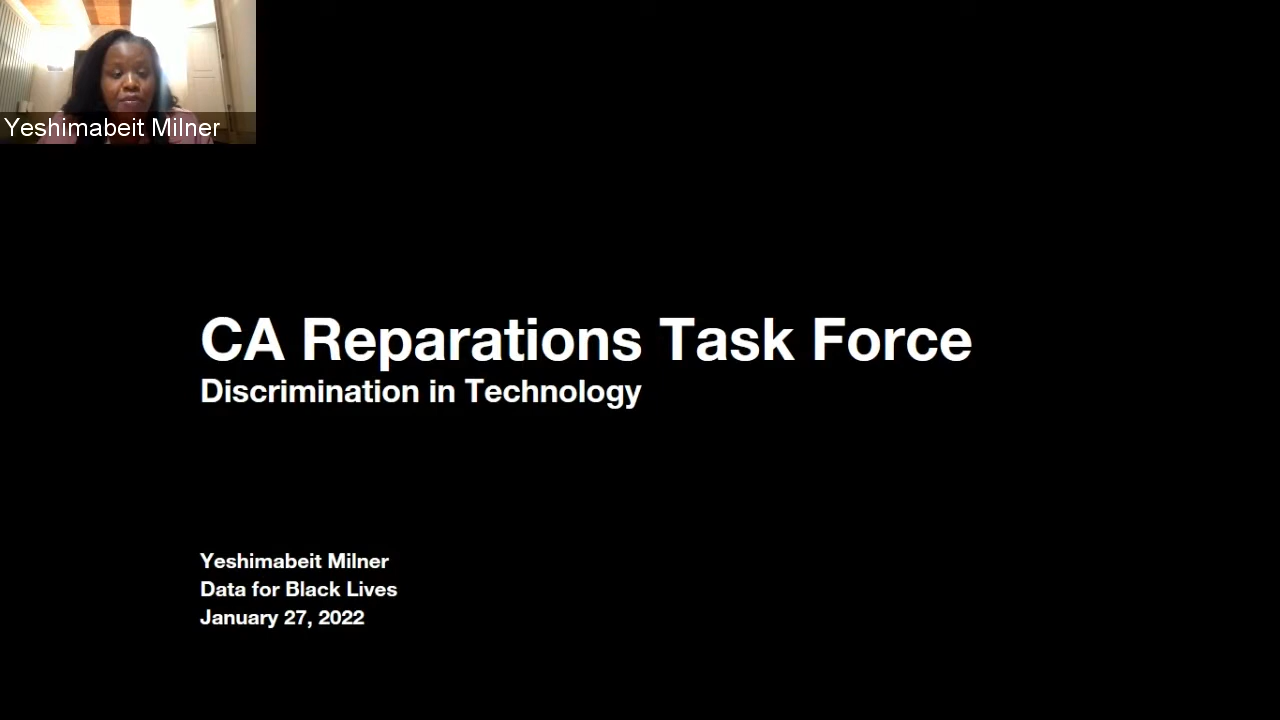 Yeshimabeit Milner
CA Reparations Task Force
Discrimination in Technology
Yeshimabeit Milner
Data for Black Lives
January 27, 2022